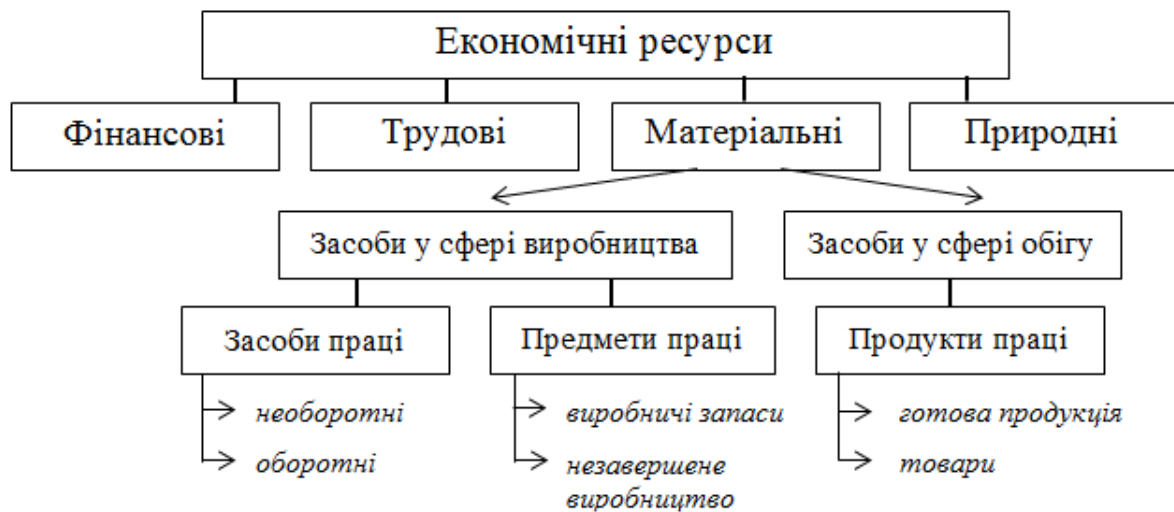 Економічні ресурси
Фінансові
Трудові
Матеріальні
Природні
Засоби у сфері виробництва
Засоби у сфері обігу
Засоби праці
Предмети праці
Продукти праці
необоротні
виробничі запаси
готова продукція
оборотні
незавершене
виробництво
товари